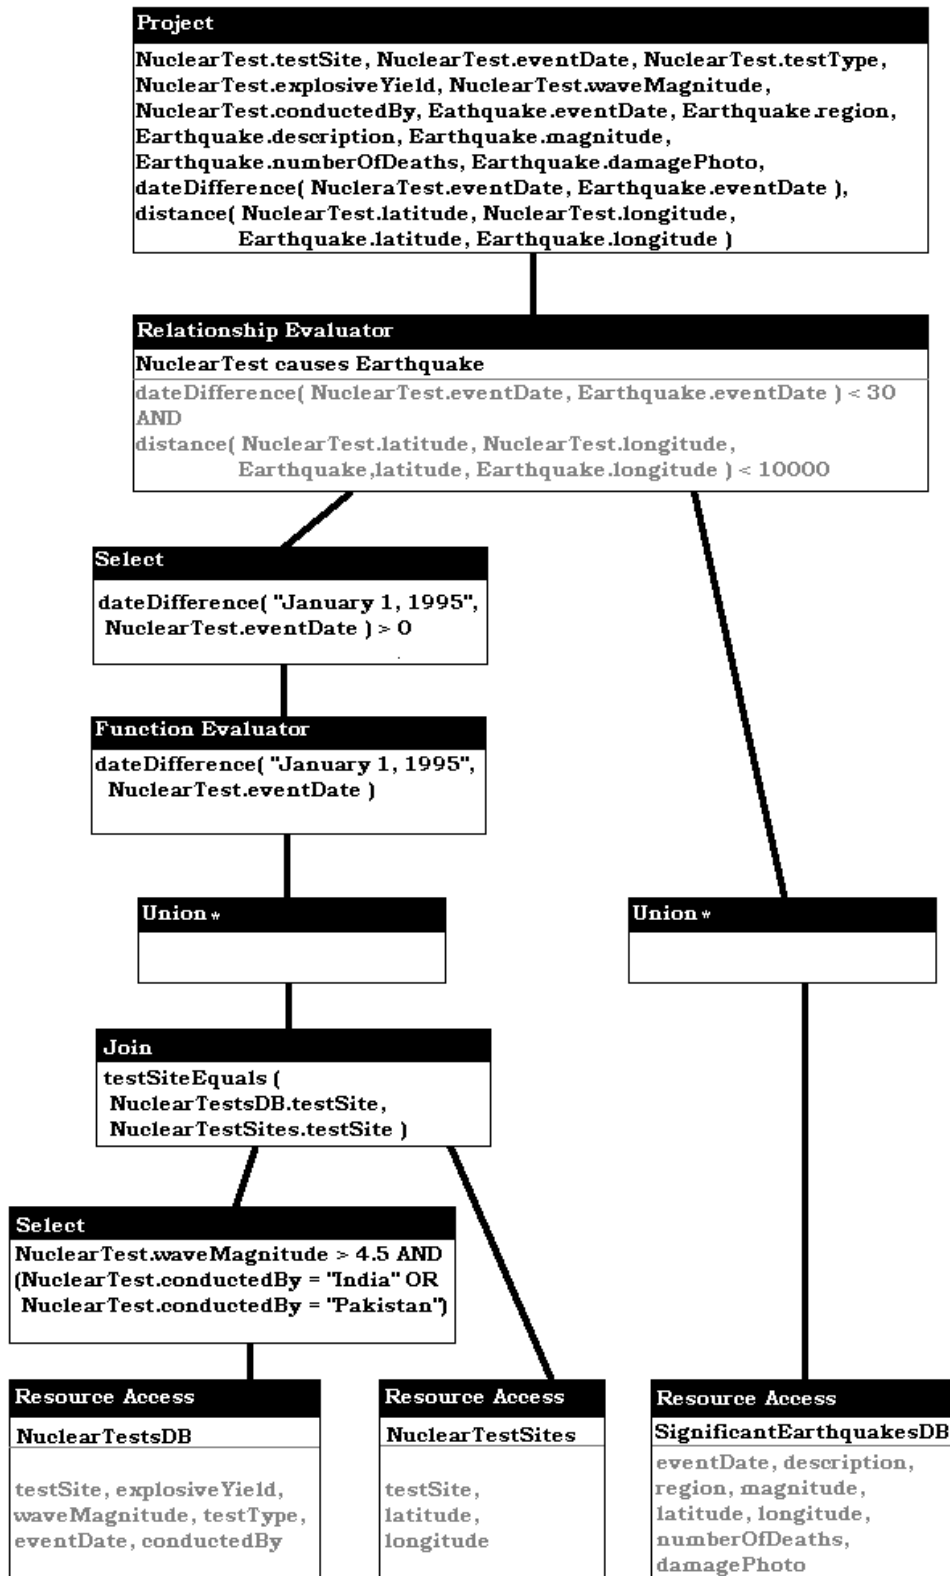 Project
NuclearTest.testSite, NuclearTest.eventDate, NuclearTest.testType,
NuclearTest.explosiveYield, NuclearTest.waveMagnitude,
NuclearTest.conductedBy, Eathquake.eventDate, Earthquake.region,
Earthquake.description, Earthquake.magnitude,
Earthquake.numberOfDeaths, Earthquake.damagePhoto,
dateDifference( NucleraTest.eventDate, Earthquake.eventDate ),
distance( NuclearTest.latitude, NuclearTest.longitude,
Earthquake.latitude, Earthquake.longitude )
Relationship Evaluator
NuclearTest causes Earthquake
dateDifference( NuclearTest.eventDate, Earthquake.eventDate ) < 30
AND
distance( NuclearTest.latitude, NuclearTest.longitude,
Earthquake,latitude, Earthquake.longitude ) < 10000
Select
dateDifference( "January 1, 1995",
NuclearTest.eventDate ) > 0
Function Evaluator
dateDifference( "January 1, 1995",
NuclearTest.eventDate )
Union *
Union *
Join
testSiteEquals (
NuclearTestsDB.testSite,
NuclearTestSites.testSite )
Select
NuclearTest.waveMagnitude > 4.5 AND
(NuclearTest.conductedBy = "India" OR
NuclearTest.conductedBy = "Pakistan")
Resource Access
NuclearTestsDB
testSite, explosiveYield,
waveMagnitude, testType,
eventDate, conductedBy
Resource Access
NuclearTestSites
testSite,
latitude,
longitude
Resource Access
SignificantEarthquakesDB
eventDate, description,
region, magnitude,
latitude, longitude,
numberOfDeaths,
damagePhoto